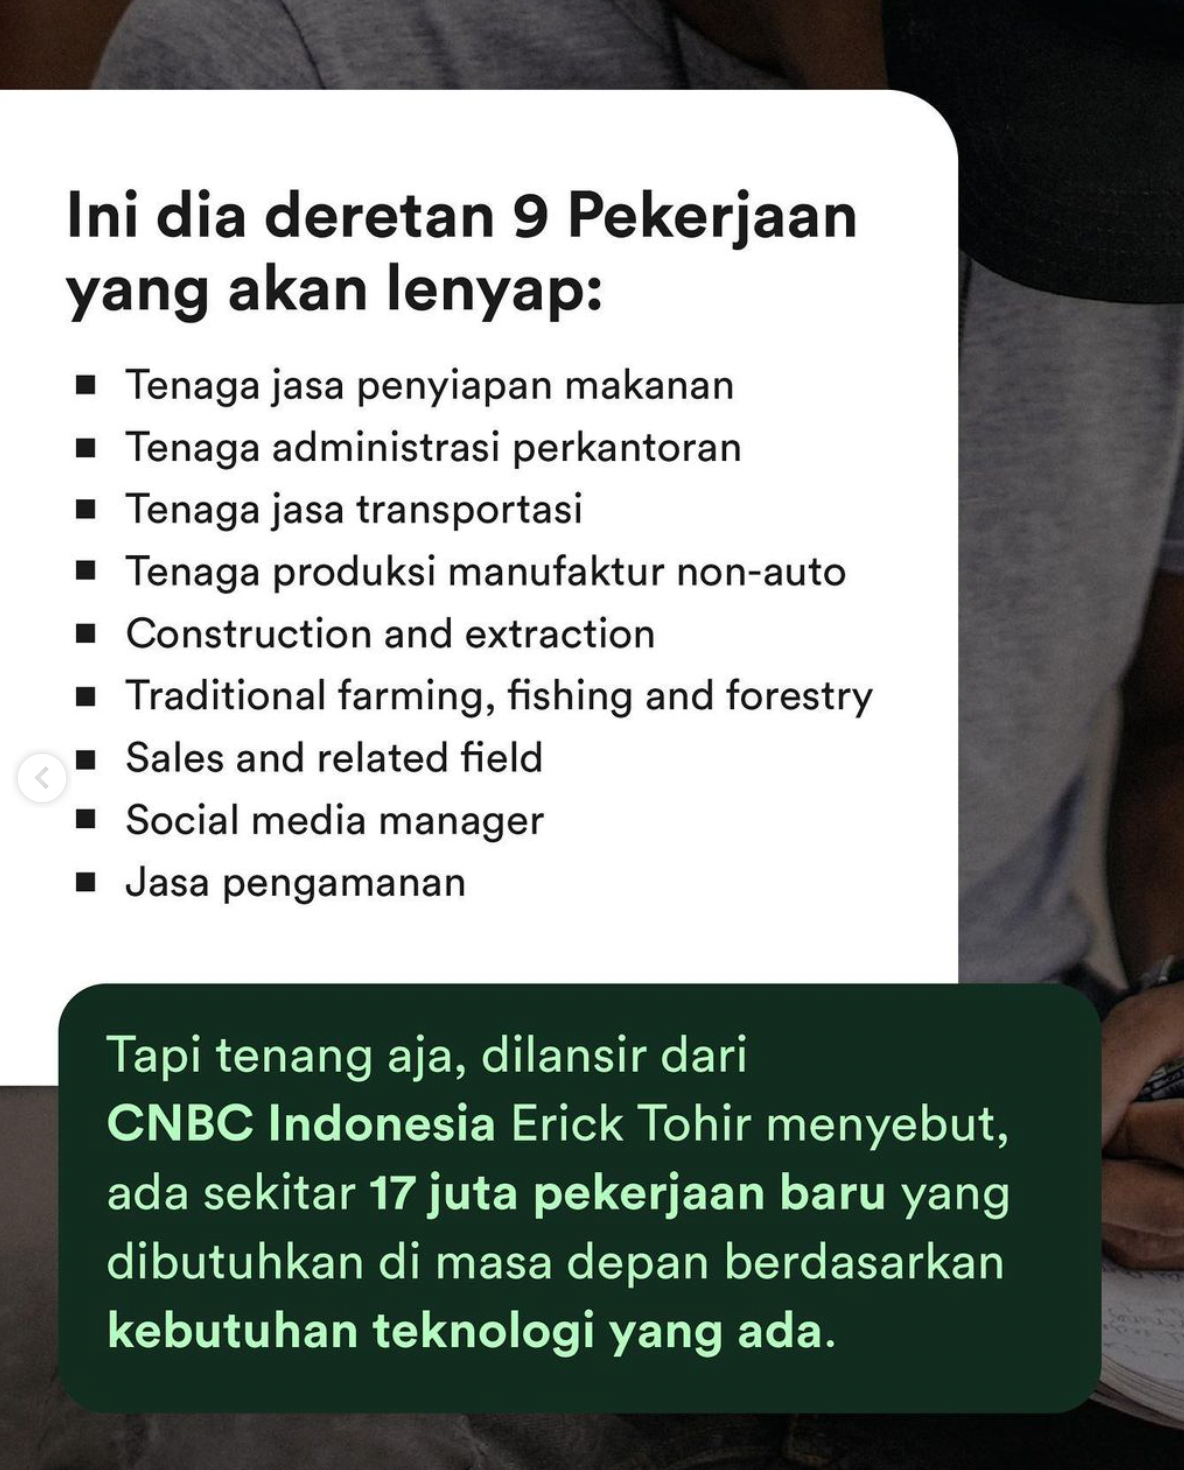 Ini dia deretan 9 Pekerjaan
yang akan lenyap:
▪ Tenaga jasa penyiapan makanan
▪ Tenaga administrasi perkantoran
▪ Tenaga jasa transportasi
▪ Tenaga produksi manufaktur non-auto
▪ Construction and extraction
▪ Traditional farming, fishing and forestry
▪ Sales and related field
▪ Social media manager
▪ Jasa pengamanan
Tapi tenang aja, dilansir dari
CNBC Indonesia Erick Tohir menyebut,
ada sekitar 17 juta pekerjaan baru yang
dibutuhkan di masa depan berdasarkan
kebutuhan teknologi yang ada.